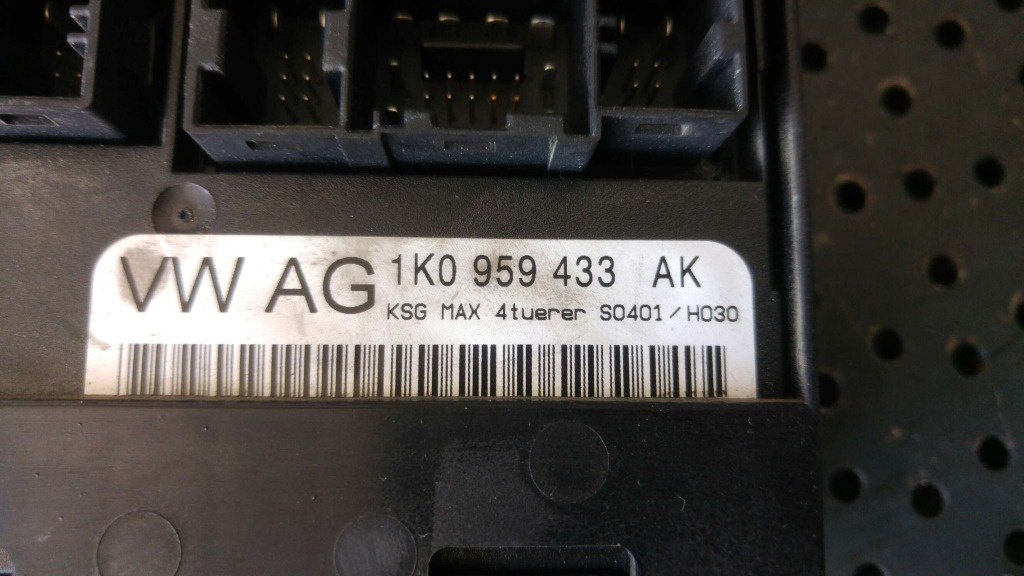 VW AG 1K0 959 433 AK
KSG MAX 4tuerer S0401/H030